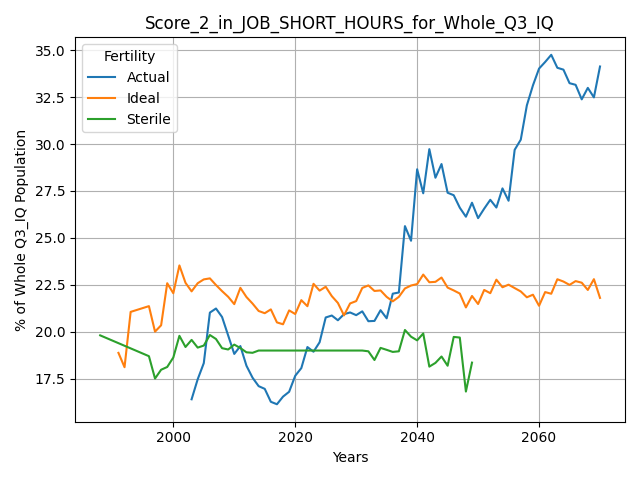 Score_2_in_JOB_SHORT_HOURS_for_Whole_Q3_IQ
Fertility
Actual
Ideal
Sterile
% of Whole Q3_IQ Population
35.0
32.5
30.0
27.5
25.0
22.5
20.0
17.5
2000
2020
2040
2060
Years